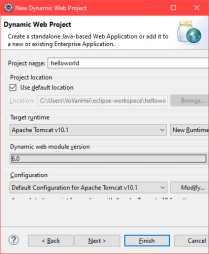 New Dynamic Web Project
Dynamic Web Project
Create a standalone Java-based Web Application or add it to
a new or existing Enterprise Application.
Project name: helloworld
Project location
Use default location
Location: C:\Users\VoVanHai\eclipse-workspace\hellowo Browse...
Target runtime
Apache Tomcat v10.1 New Runtime
Dynamic web module version
6.0
Configuration
Default Configuration for Apache Tomcat v10.1 Modify...
? < Back Next > Finish Cancel